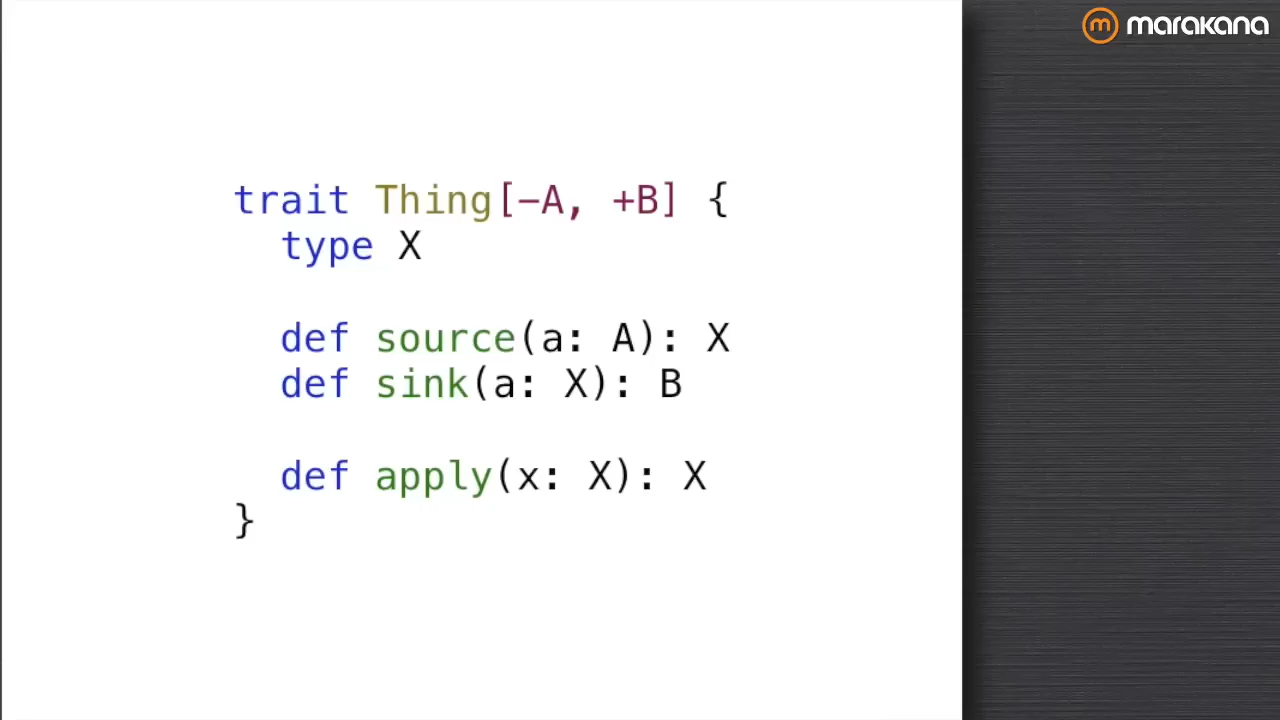 marakana
trait Thing[-A, +B] {
  type X

  def source(a: A): X
  def sink(a: X): B

  def apply(x: X): X
}